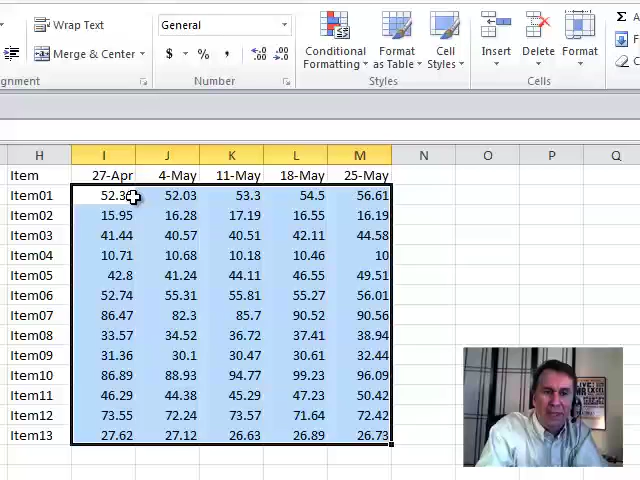 Wrap Text General
Merge & Center $ % , Conditional Formatting Format as Table Cell Styles Insert Delete Format
gnment Number Styles Cells
H I J K L M N O P Q
Item 27-Apr 4-May 11-May 18-May 25-May
Item01 52.03 53.3 54.5 56.61
Item02 15.95 16.28 17.19 16.55 16.19
Item03 41.44 40.57 40.51 42.11 44.58
Item04 10.71 10.68 10.18 10.46 10
Item05 42.8 41.24 44.11 46.55 49.51
Item06 52.74 55.31 55.81 55.27 56.01
Item07 86.47 82.3 85.7 90.52 90.56
Item08 33.57 34.52 36.72 37.41 38.94
Item09 31.36 30.1 30.47 30.61 32.44
Item10 86.89 88.93 94.77 99.23 96.09
Item11 46.29 44.38 45.29 47.23 50.42
Item12 73.55 72.24 73.57 71.64 72.42
Item13 27.62 27.12 26.63 26.89 26.73